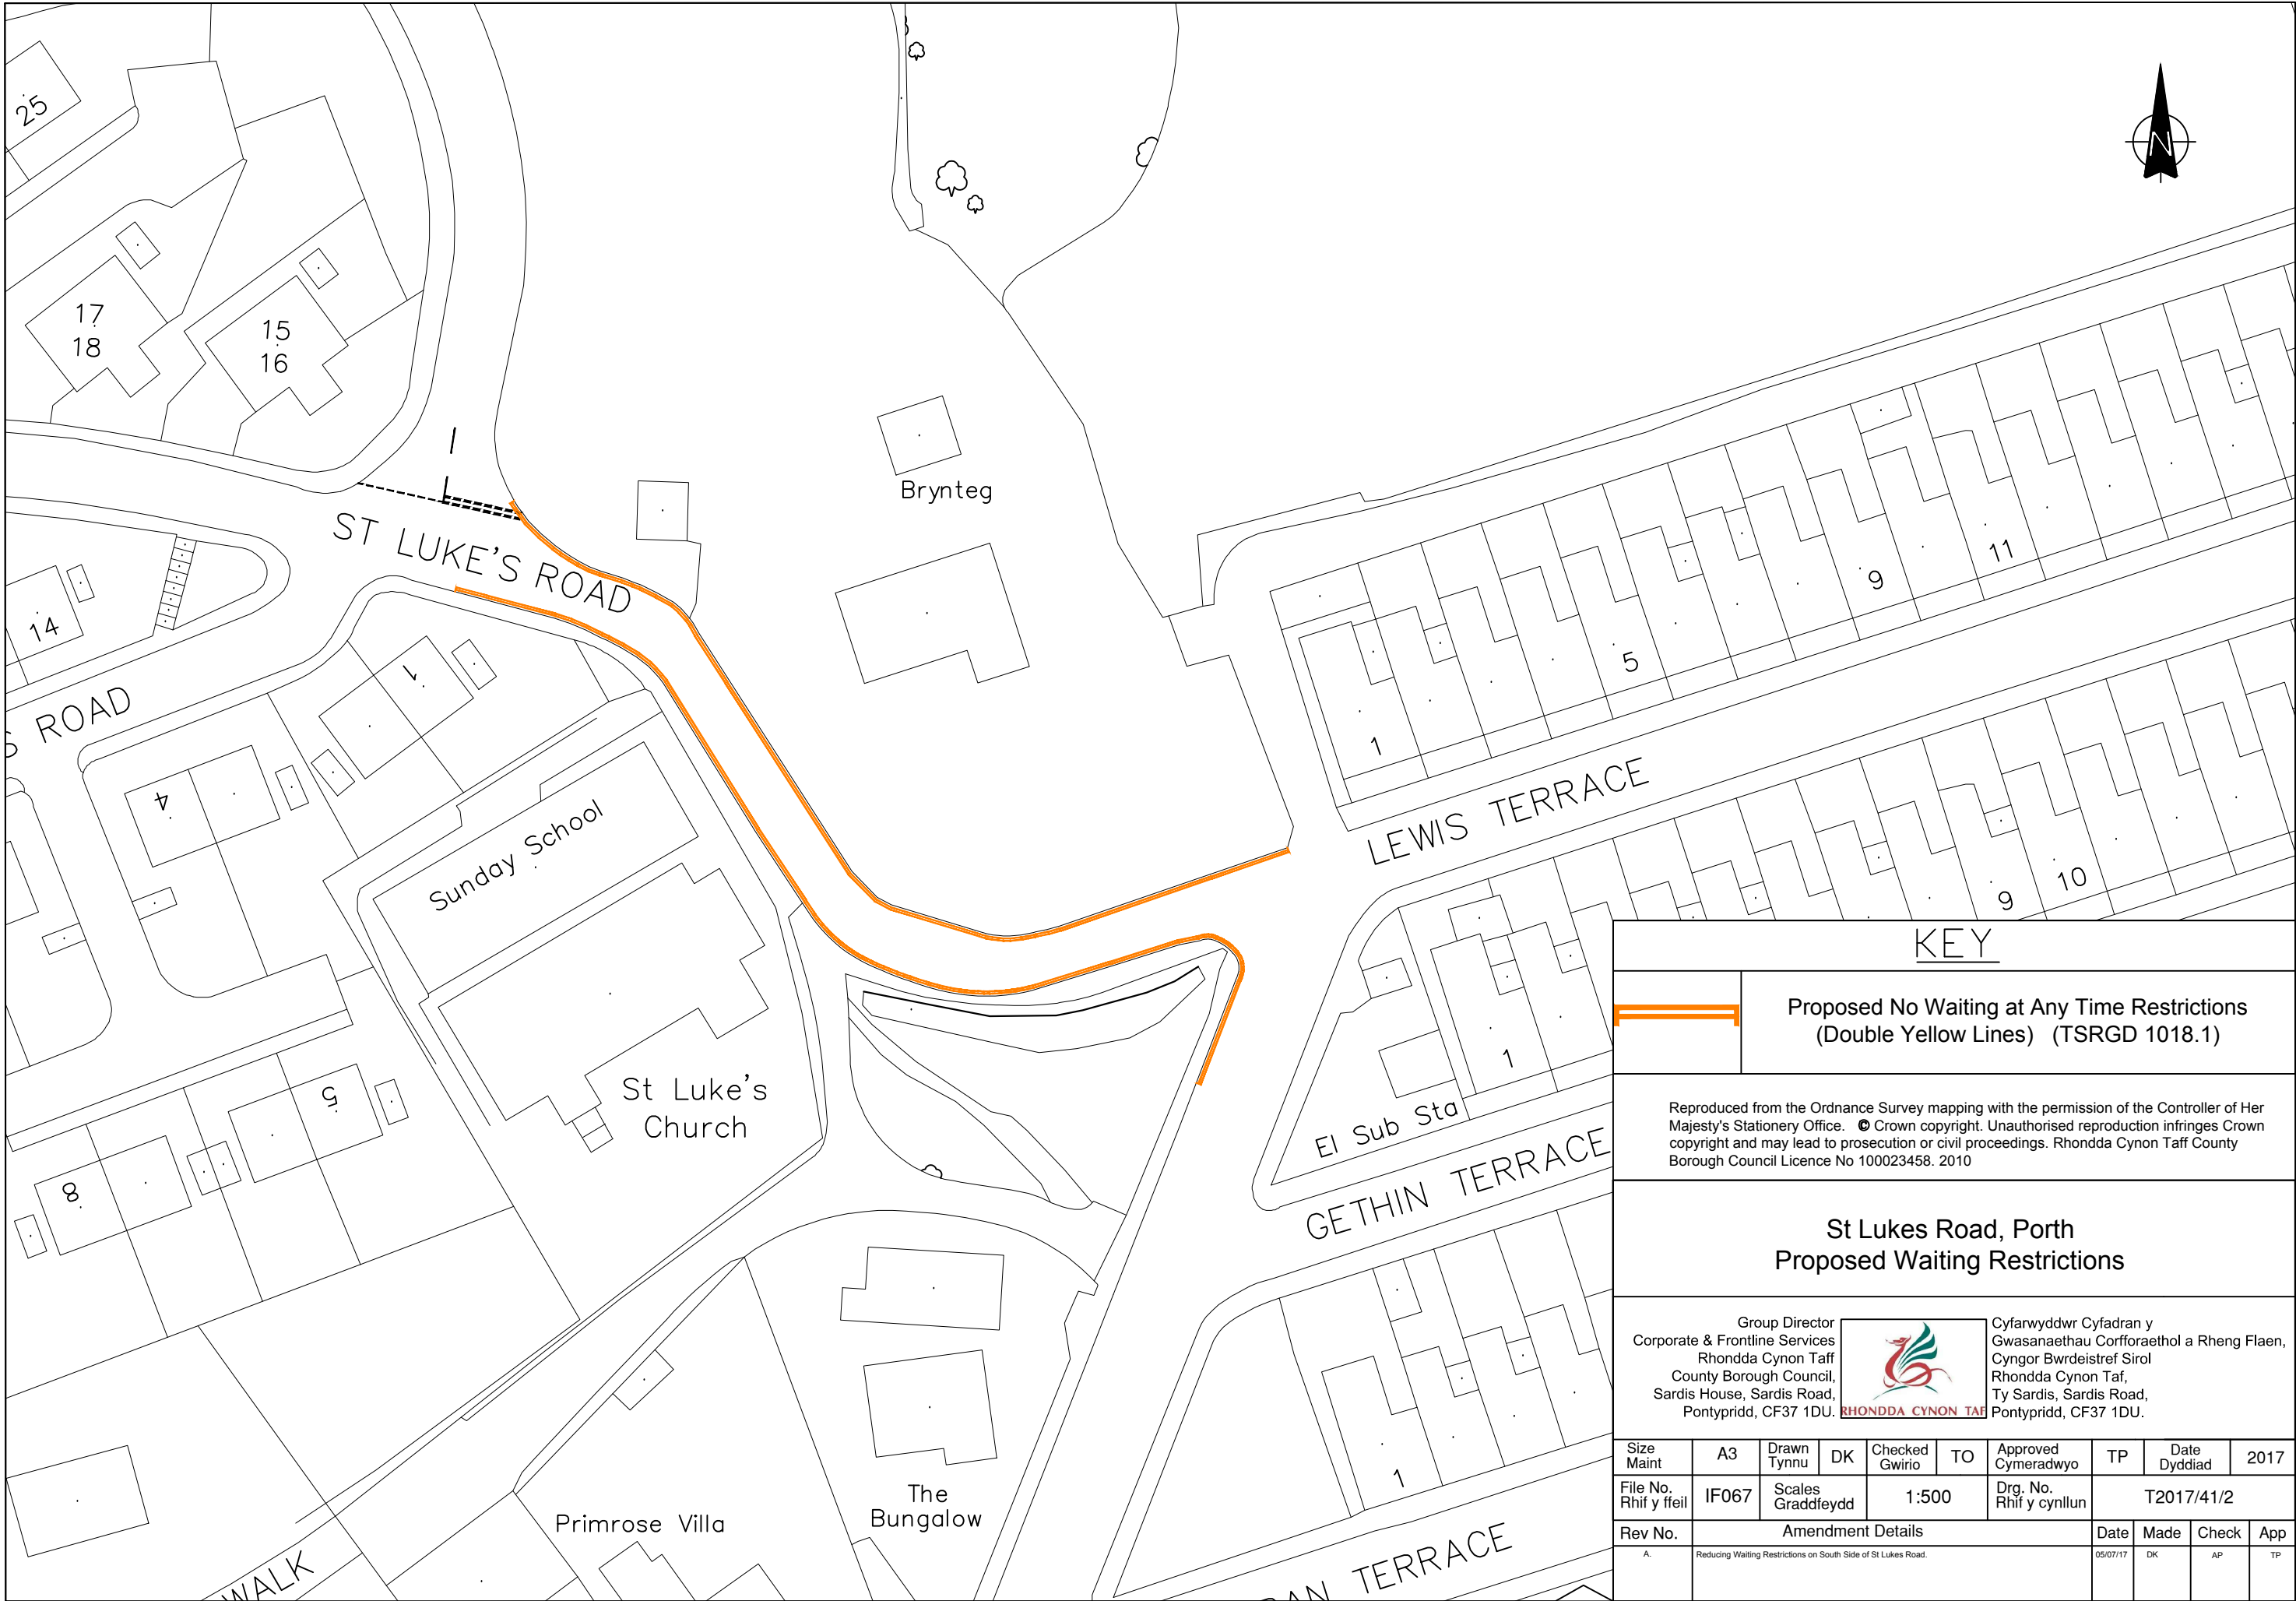 25
17
18
15
16
14
ST LUKE'S ROAD
Brynteg
S ROAD
1
4
Sunday School
5
8
St Luke's
Church
1
5
9
11
LEWIS TERRACE
9
10
1
El Sub Sta
GETHIN TERRACE
1
The
Bungalow
Primrose Villa
WALK
TERRACE
N
KEY
Proposed No Waiting at Any Time Restrictions
(Double Yellow Lines) (TSRGD 1018.1)
Reproduced from the Ordnance Survey mapping with the permission of the Controller of Her
Majesty's Stationery Office. © Crown copyright. Unauthorised reproduction infringes Crown
copyright and may lead to prosecution or civil proceedings. Rhondda Cynon Taff County
Borough Council Licence No 100023458. 2010
St Lukes Road, Porth
Proposed Waiting Restrictions
Group Director
Corporate & Frontline Services
Rhondda Cynon Taff
County Borough Council,
Sardis House, Sardis Road,
Pontypridd, CF37 1DU.
RHONDDA CYNON TAF
Cyfarwyddwr Cyfadran y
Gwasanaethau Corfforaethol a Rheng Flaen,
Cyngor Bwrdeistref Sirol
Rhondda Cynon Taf,
Ty Sardis, Sardis Road,
Pontypridd, CF37 1DU.
Size
Maint
A3
Drawn
Tynnu
DK
Checked
Gwirio
TO
Approved
Cymeradwyo
TP
Date
Dyddiad
2017
File No.
Rhif y ffeil
IF067
Scales
Graddfeydd
1:500
Drg. No.
Rhif y cynllun
T2017/41/2
Rev No. Amendment Details Date Made Check App
A. Reducing Waiting Restrictions on South Side of St Lukes Road. 05/07/17 DK AP TP